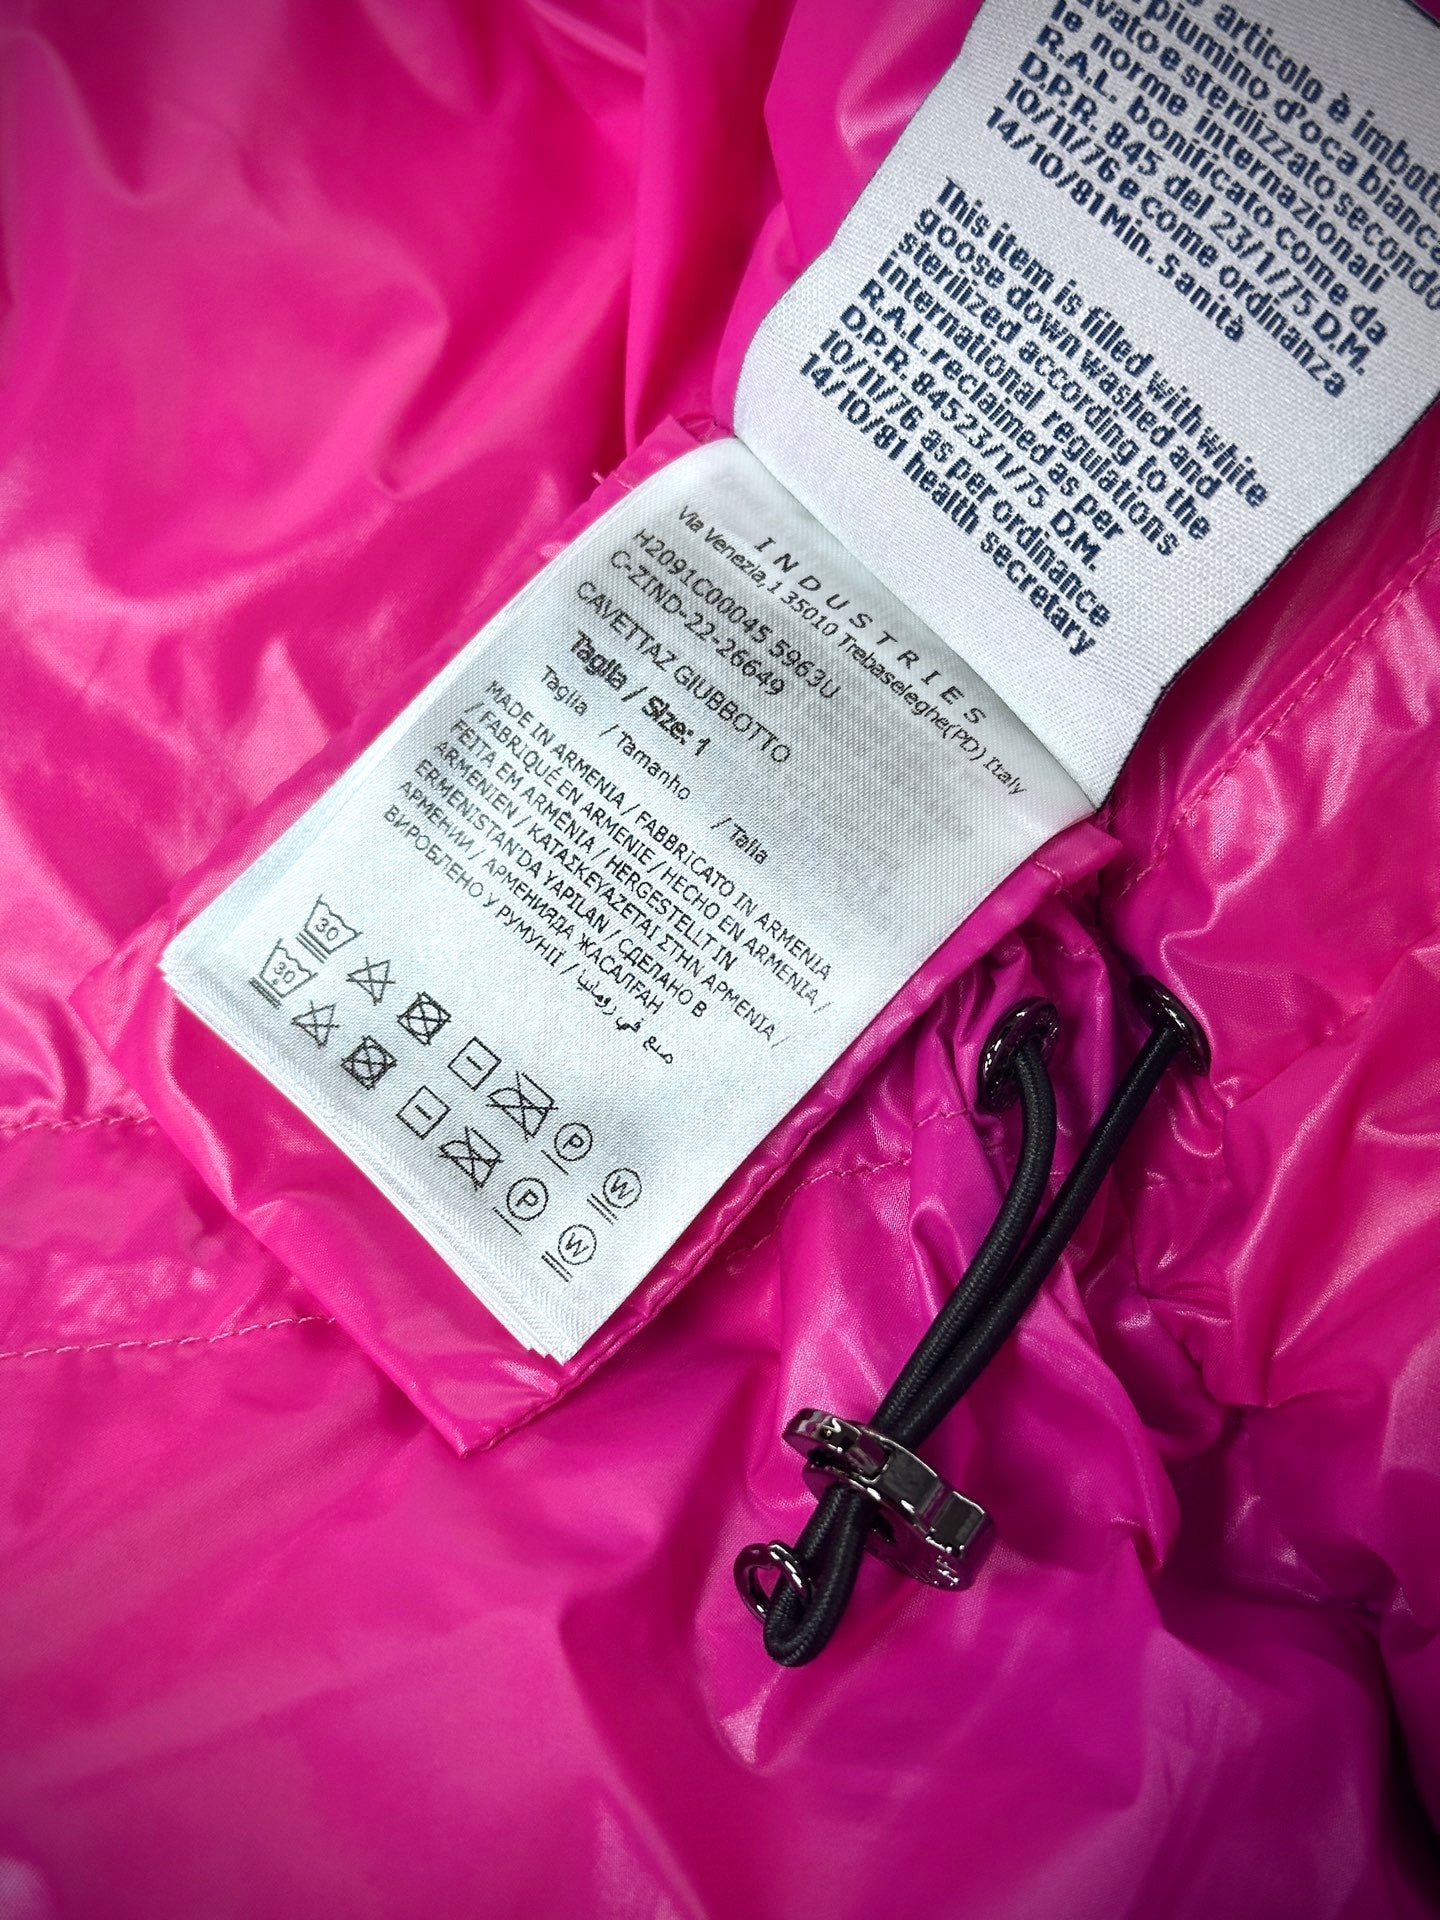 articolo è imbott
piumino d'oca bianca
avato e sterilizzato secondo
le norme internazionali
R.A.L. bonificato come da
D.P.R. 845 del 23/1/75 D.M.
10/11/76 e come ordinanza
14/10/81 Min. Sanità
This item is filled with white
goose down washed and
sterilized according to the
international regulations
R.A.L. reclaimed as per
D.P.R. 84523/1/75 D.M.
10/11/76 as per ordinance
14/10/81 health secretary
INDUSTRIES
Via Venezia, 1 35010 Trebaseleghe(PD) Italy
H2091C00045 5963U
C-ZIND-22-26649
CAVETTAZ GIUBBOTTO
Taglia / Size: 1
Taglia / Tamanho / Talla
MADE IN ARMENIA / FABBRICATO IN ARMENIA
/ FABRIQUÉ EN ARMENIE / HECHO EN ARMENIA /
FEITA EM ARMÉNIA / HERGESTELLT IN
ARMENIEN / ΚΑΤΑΣΚΕΥΑΖΕΤΑΙ ΣΤΗΝ ΑΡΜΕΝΙΑ /
ERMENISTAN'DA YAPILAN / СДЕЛАНО В
АРМЕНИИ / АРМЕНИЯДА ЖАСАЛҒАН
ВИРОБЛЕНО У РУМУНІЇ / صنع في رومانيا
30
P
W
30
P
W